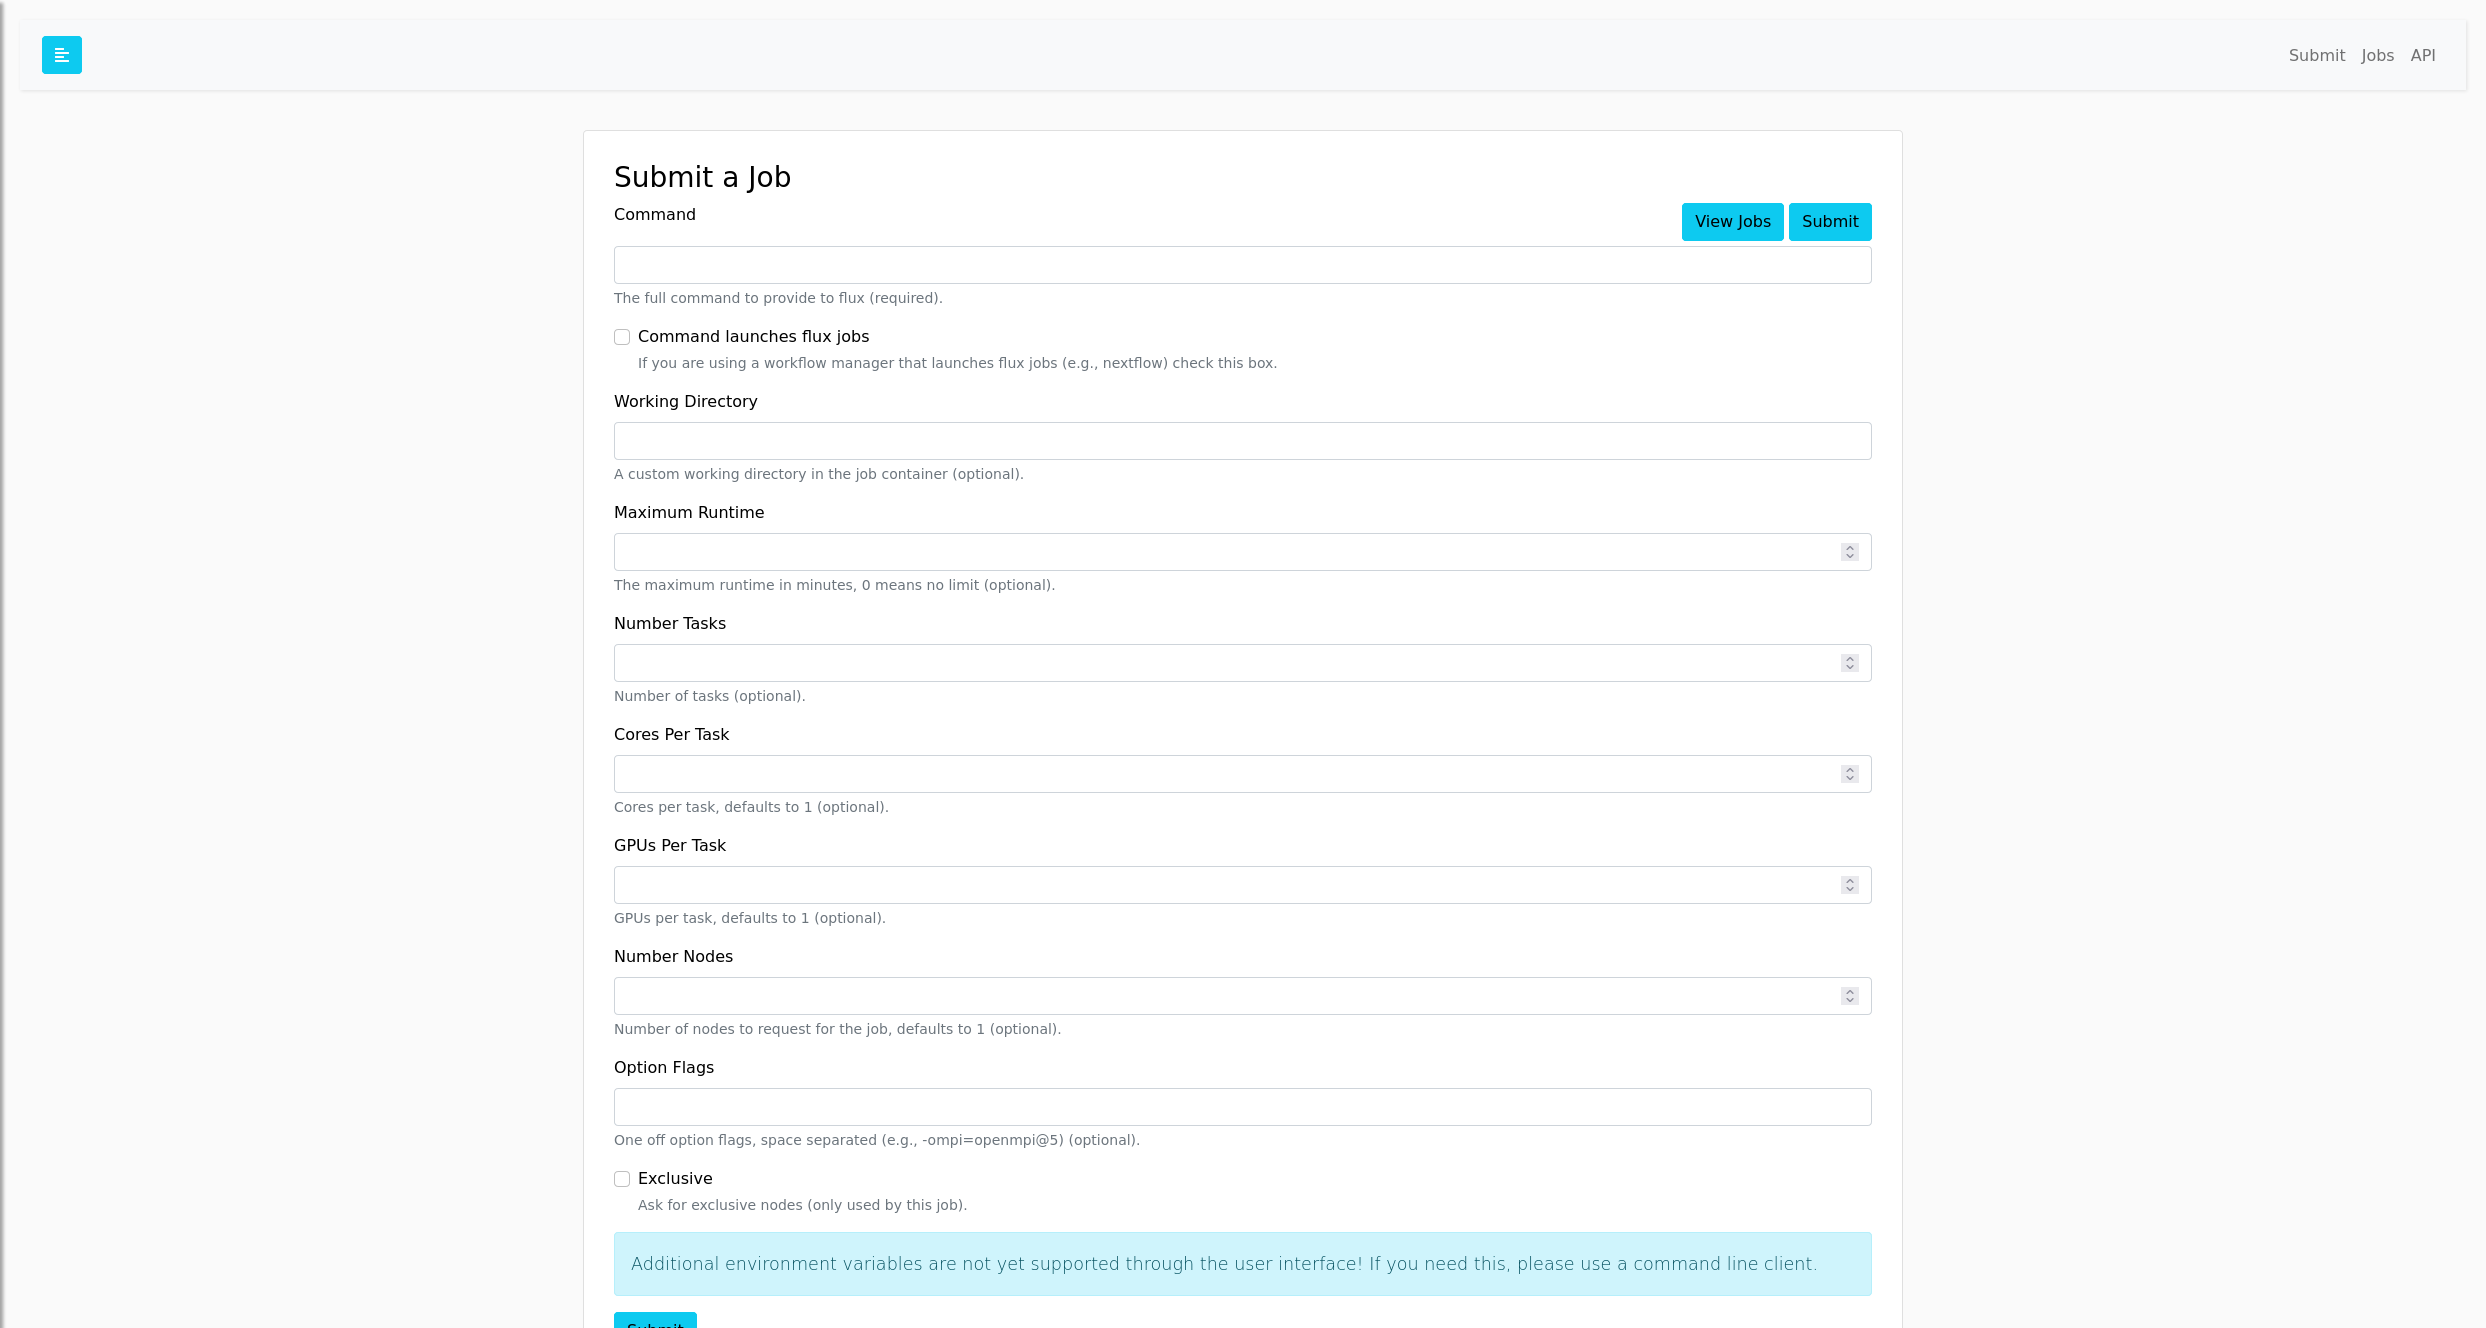 Submit Jobs API
Submit a Job
Command
View Jobs Submit
The full command to provide to flux (required).
Command launches flux jobs
If you are using a workflow manager that launches flux jobs (e.g., nextflow) check this box.
Working Directory
A custom working directory in the job container (optional).
Maximum Runtime
The maximum runtime in minutes, 0 means no limit (optional).
Number Tasks
Number of tasks (optional).
Cores Per Task
Cores per task, defaults to 1 (optional).
GPUs Per Task
GPUs per task, defaults to 1 (optional).
Number Nodes
Number of nodes to request for the job, defaults to 1 (optional).
Option Flags
One off option flags, space separated (e.g., -ompi=openmpi@5) (optional).
Exclusive
Ask for exclusive nodes (only used by this job).
Additional environment variables are not yet supported through the user interface! If you need this, please use a command line client.
Submit